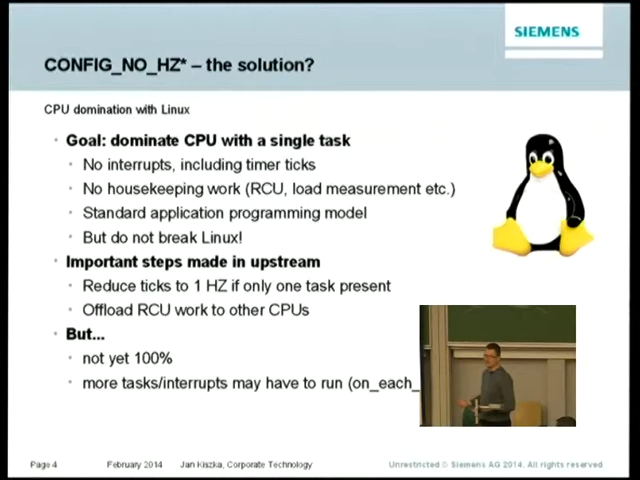 SIEMENS
CONFIG_NO_HZ* – the solution?
CPU domination with Linux
Goal: dominate CPU with a single task
No interrupts, including timer ticks
No housekeeping work (RCU, load measurement etc.)
Standard application programming model
But do not break Linux!
Important steps made in upstream
Reduce ticks to 1 HZ if only one task present
Offload RCU work to other CPUs
But...
not yet 100%
more tasks/interrupts may have to run (on_each_
Page 4 February 2014 Jan Kiszka, Corporate Technology Unrestricted © Siemens AG 2014. All rights reserved